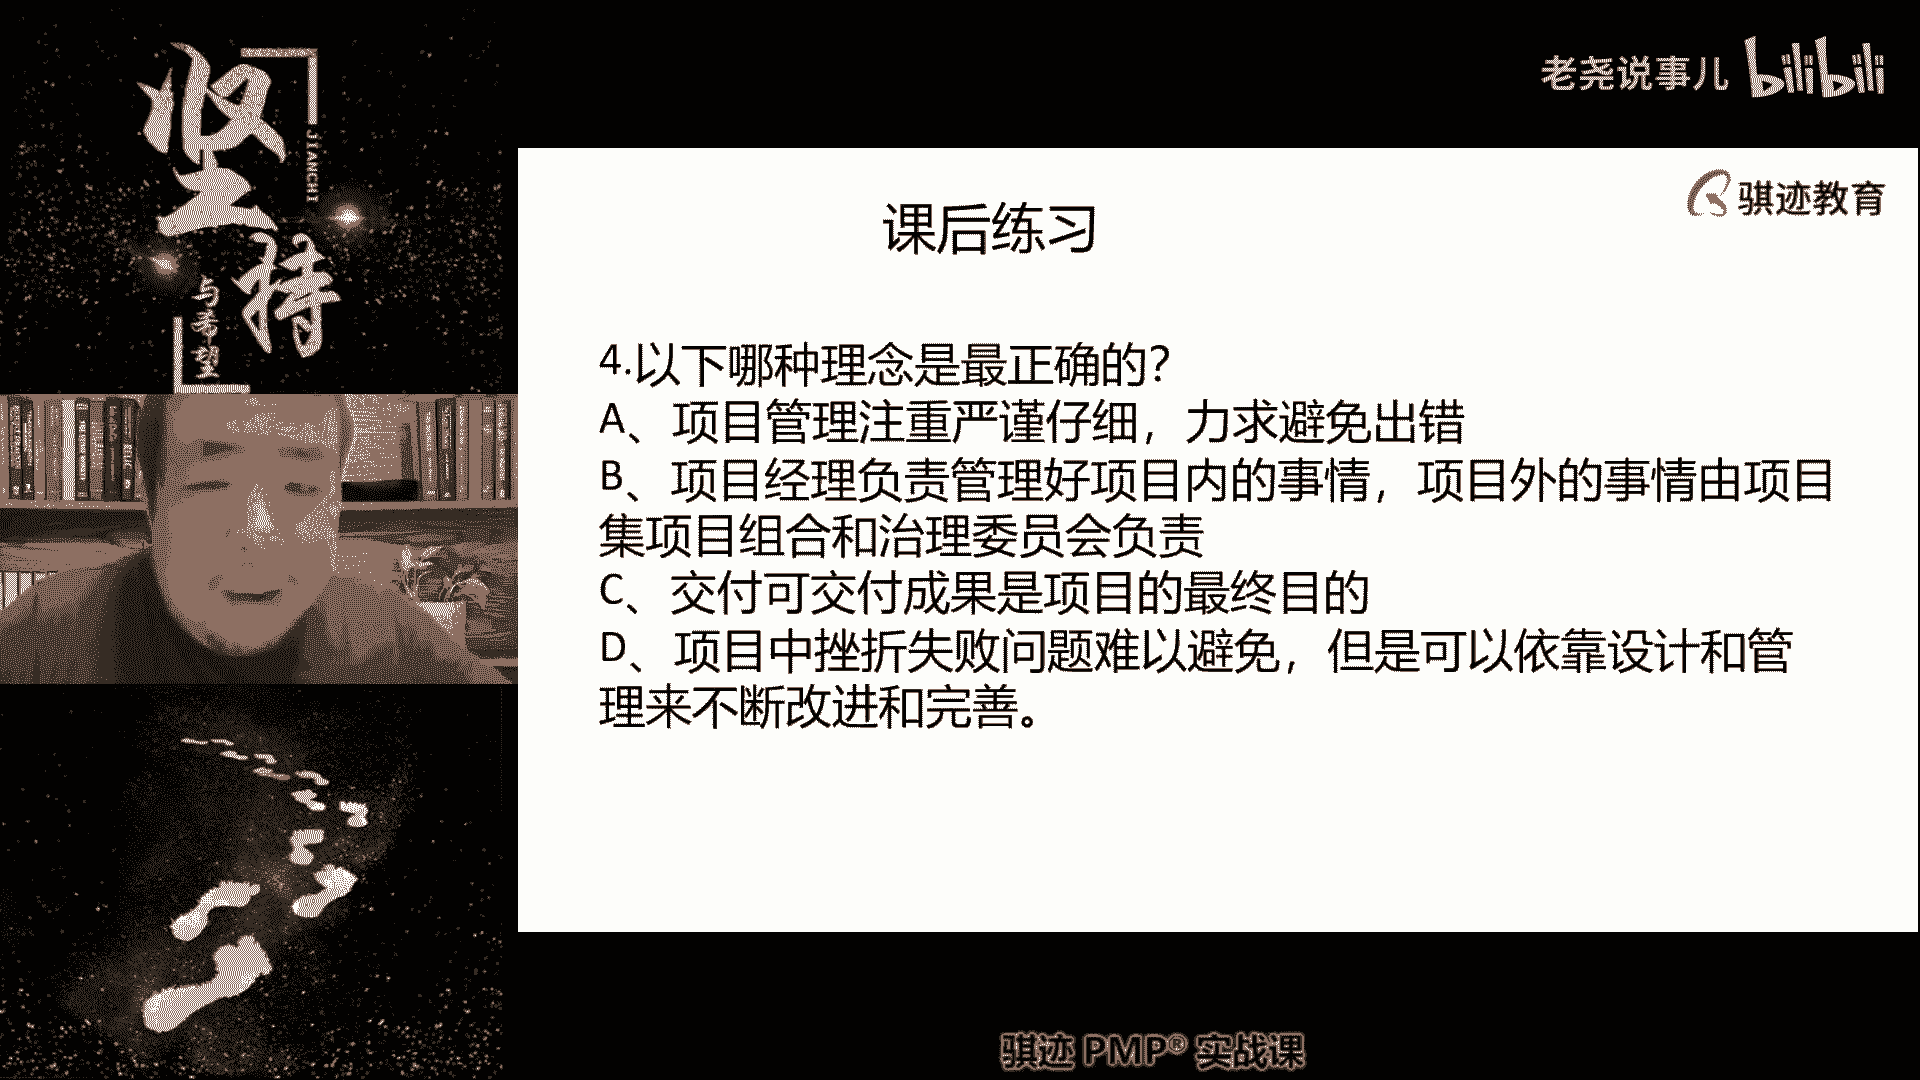 坚持
JIANCHI
与希望
老尧说事儿 bilibili
骐迹教育
课后练习
4.以下哪种理念是最正确的？
A、项目管理注重严谨仔细，力求避免出错
B、项目经理负责管理好项目内的事情，项目外的事情由项目
集项目组合和治理委员会负责
C、交付可交付成果是项目的最终目的
D、项目中挫折失败问题难以避免，但是可以依靠设计和管
理来不断改进和完善。
骐迹 PMP® 实战课